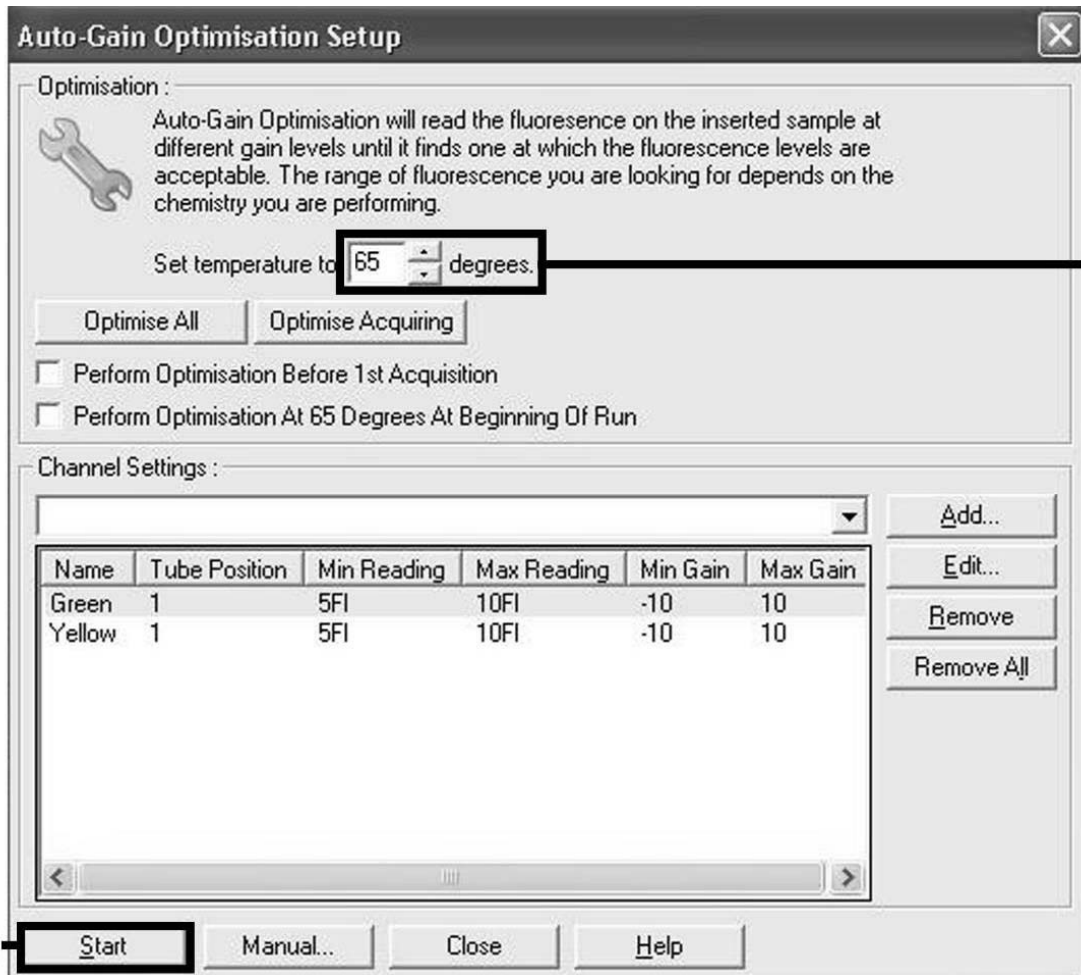 Auto-Gain Optimisation Setup
Optimisation :
Auto-Gain Optimisation will read the fluoresence on the inserted sample at
different gain levels until it finds one at which the fluorescence levels are
acceptable. The range of fluorescence you are looking for depends on the
chemistry you are performing.
Set temperature to 65 degrees.
Optimise All Optimise Acquiring
Perform Optimisation Before 1st Acquisition
Perform Optimisation At 65 Degrees At Beginning Of Run
Channel Settings :
Add...
Name Tube Position Min Reading Max Reading Min Gain Max Gain Edit...
Green 1 5Fl 10Fl -10 10
Remove
Yellow 1 5Fl 10Fl -10 10
Remove All
Start Manual... Close Help